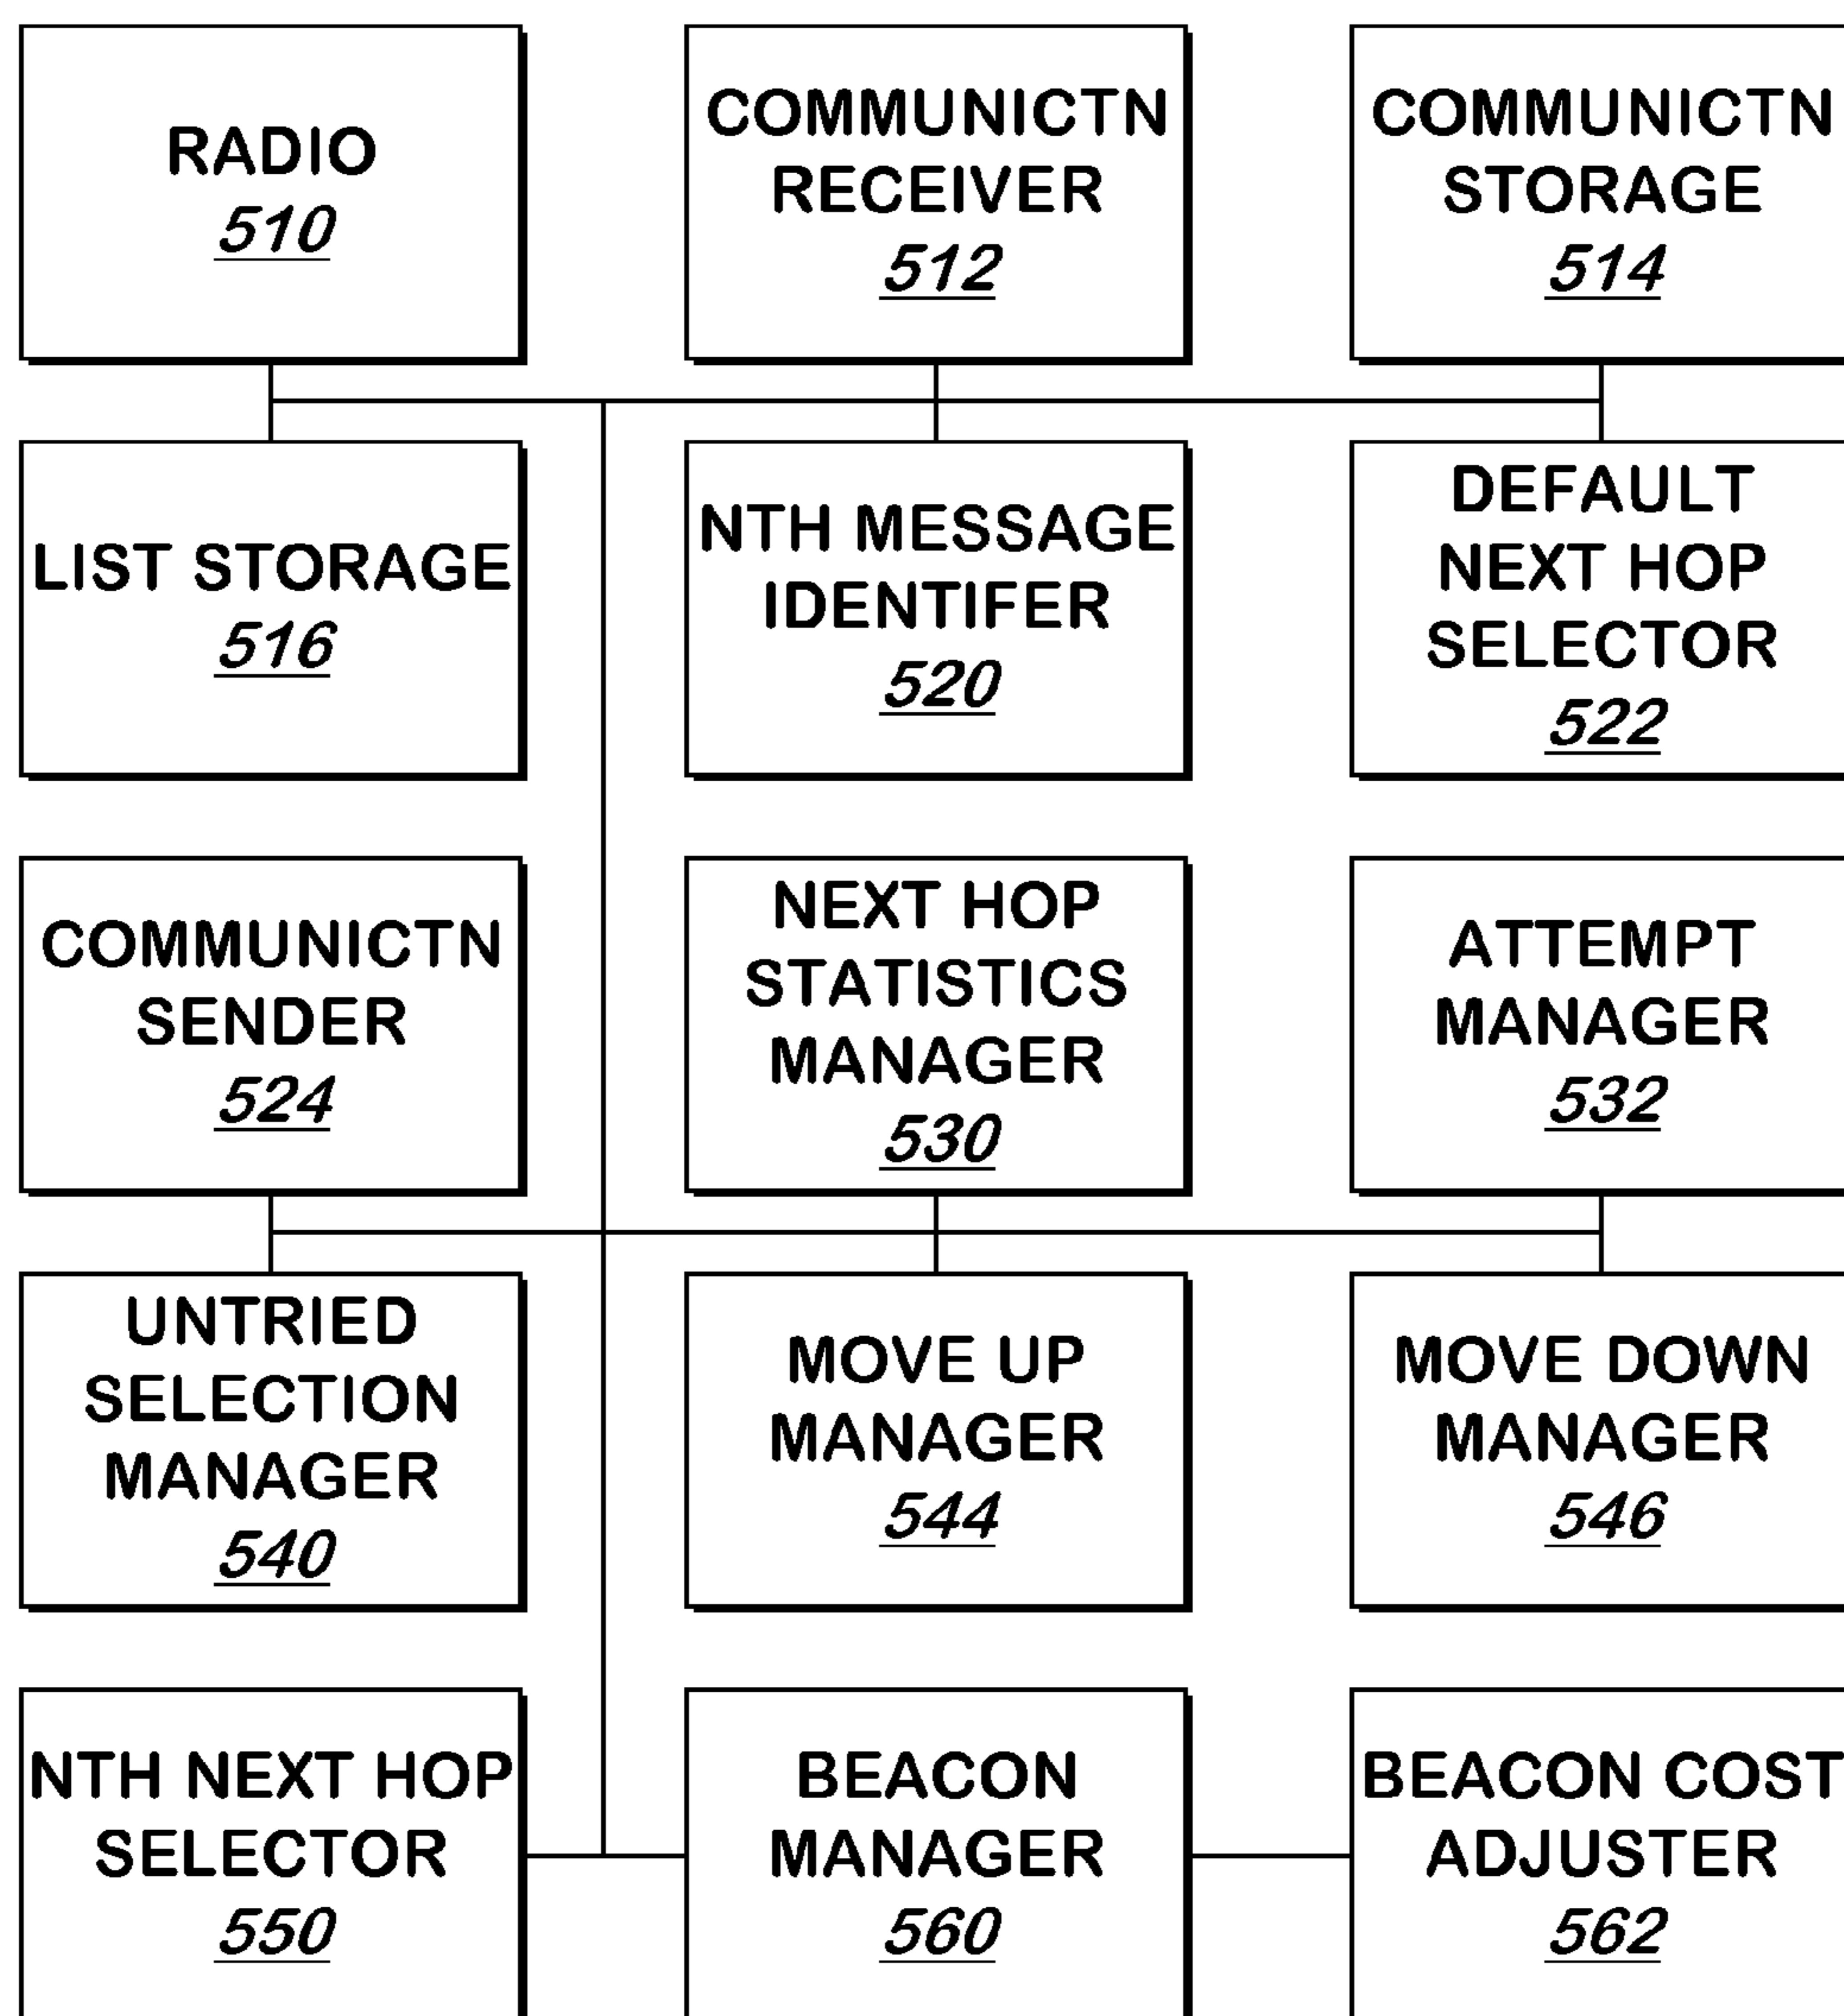 RADIO
510
COMMUNICTN
RECEIVER
512
COMMUNICTN
STORAGE
514
LIST STORAGE
516
NTH MESSAGE
IDENTIFER
520
DEFAULT
NEXT HOP
SELECTOR
522
COMMUNICTN
SENDER
524
NEXT HOP
STATISTICS
MANAGER
530
ATTEMPT
MANAGER
532
UNTRIED
SELECTION
MANAGER
540
MOVE UP
MANAGER
544
MOVE DOWN
MANAGER
546
NTH NEXT HOP
SELECTOR
550
BEACON
MANAGER
560
BEACON COST
ADJUSTER
562